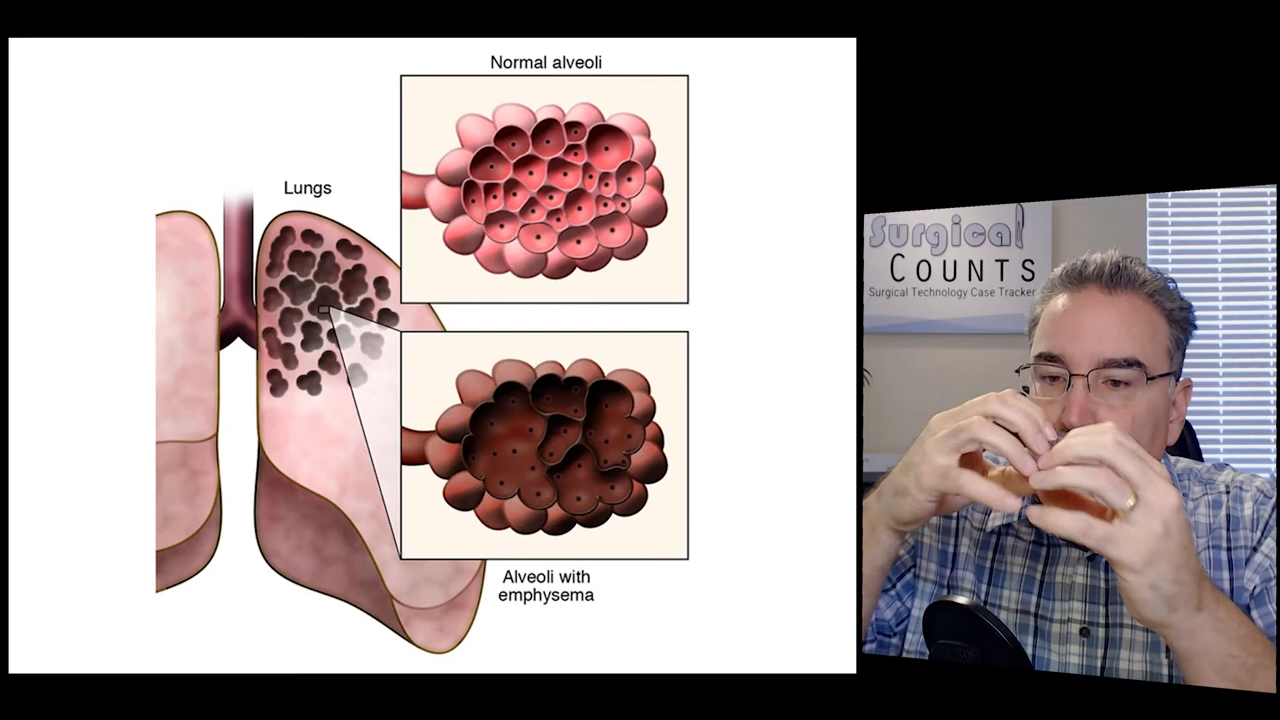 Normal alveoli
Lungs
Alveoli with
emphysema
Surgical
COUNTS
Surgical Technology Case Tracker